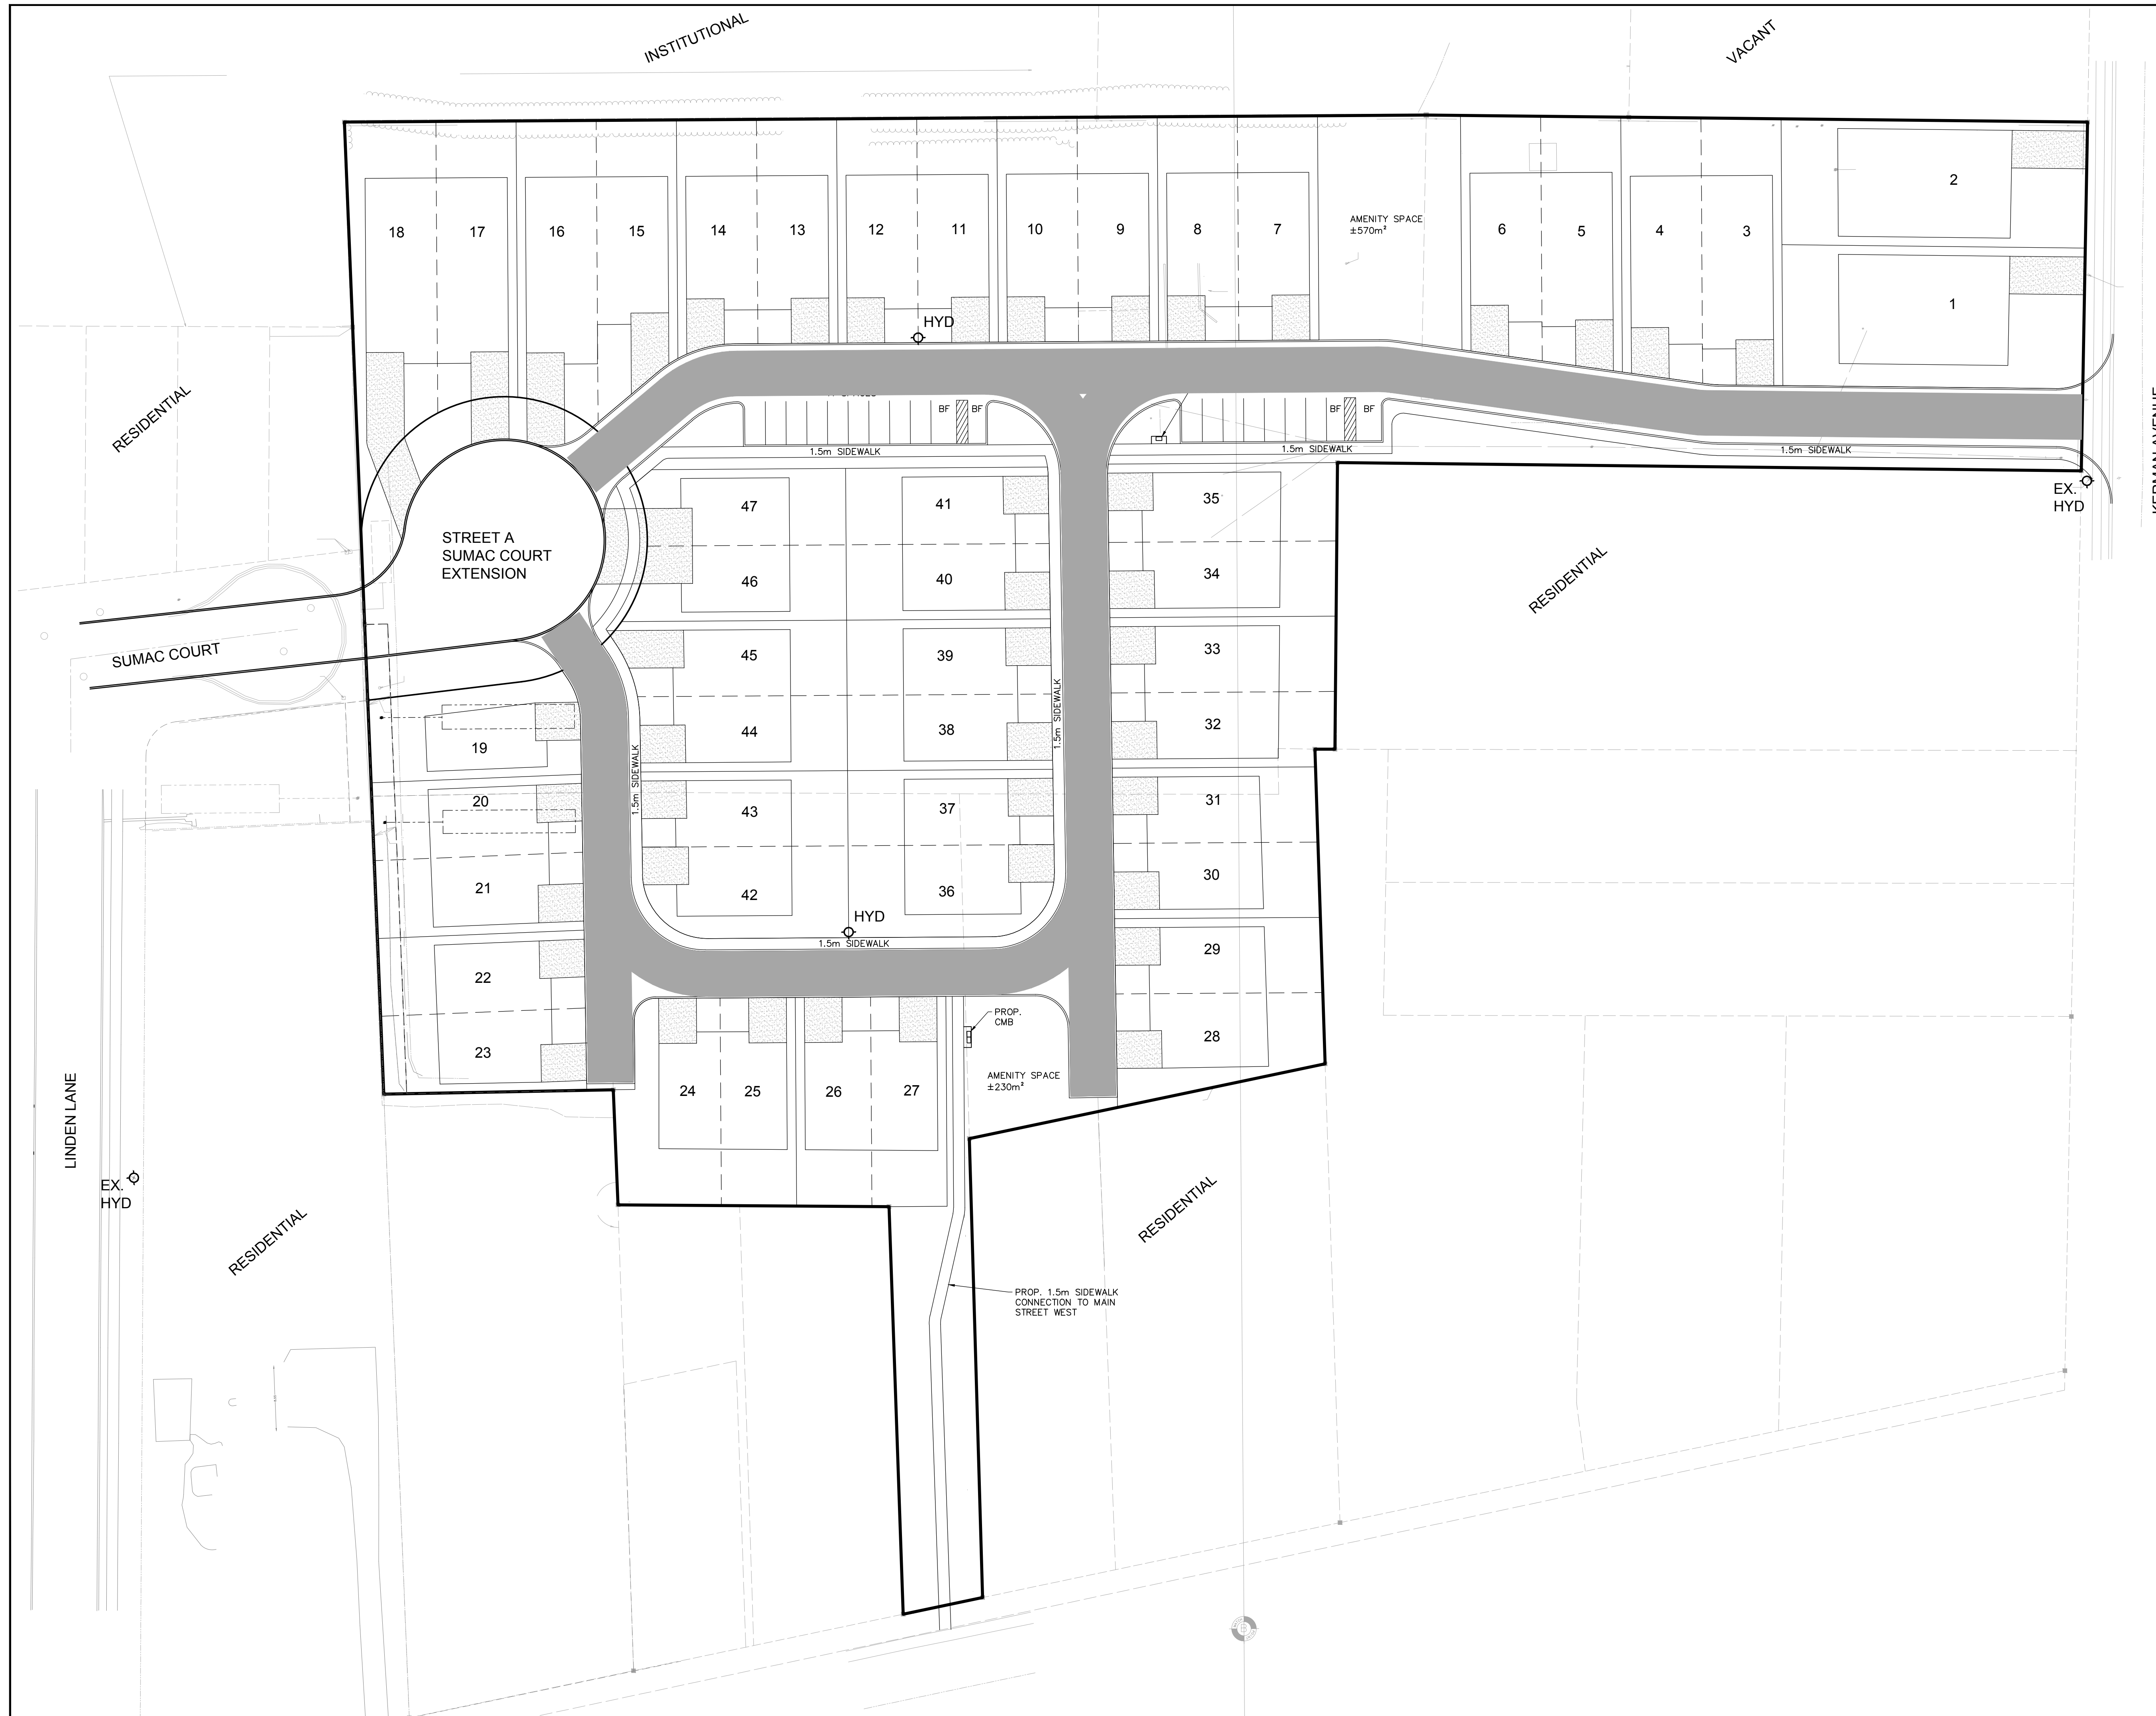 INSTITUTIONAL
VACANT
18
17
16
15
14
13
12
11
10
9
8
7
AMENITY SPACE
±570m²
6
5
4
3
2
1
HYD
BF
BF
BF
BF
1.5m SIDEWALK
1.5m SIDEWALK
1.5m SIDEWALK
RESIDENTIAL
EX.
HYD
KERMAN AVENUE
STREET A
SUMAC COURT
EXTENSION
SUMAC COURT
47
46
45
44
43
42
41
40
39
38
37
36
35
34
33
32
31
30
29
28
RESIDENTIAL
1.5m SIDEWALK
1.5m SIDEWALK
19
20
21
22
23
HYD
1.5m SIDEWALK
24
25
26
27
PROP.
CMB
AMENITY SPACE
±230m²
LINDEN LANE
EX.
HYD
RESIDENTIAL
RESIDENTIAL
PROP. 1.5m SIDEWALK
CONNECTION TO MAIN
STREET WEST